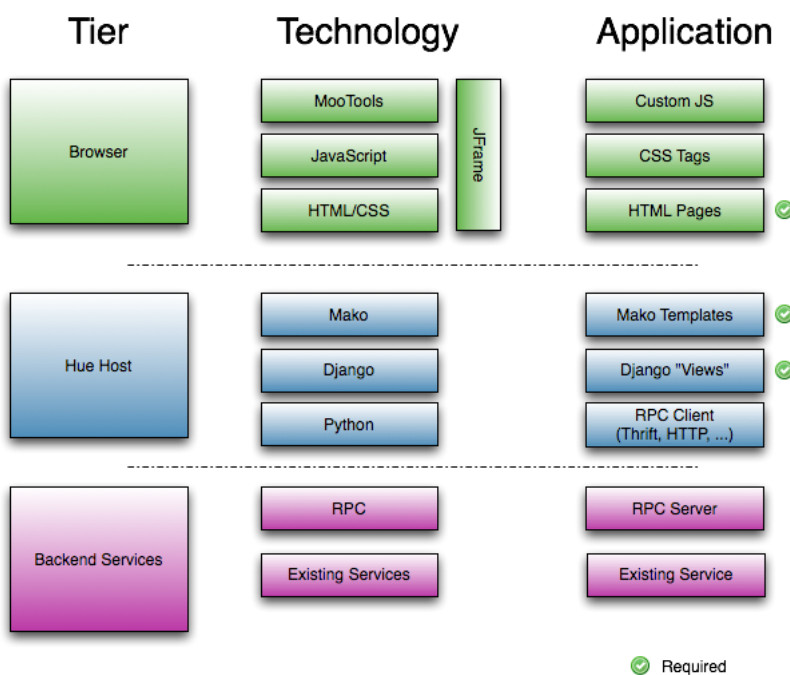 Tier
Technology
Application
Browser
MooTools
JavaScript
HTML/CSS
JFrame
Custom JS
CSS Tags
HTML Pages
Hue Host
Mako
Django
Python
Mako Templates
Django "Views"
RPC Client
(Thrift, HTTP, ...)
Backend Services
RPC
Existing Services
RPC Server
Existing Service
Required